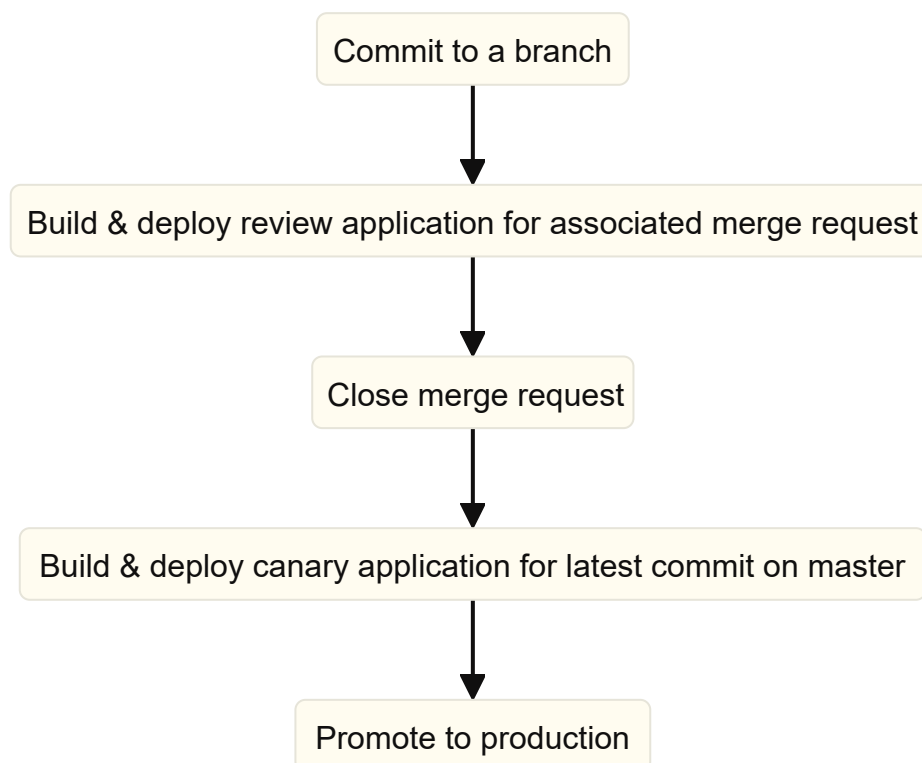 Commit to a branch
Build & deploy review application for associated merge request
Close merge request
Build & deploy canary application for latest commit on master
Promote to production